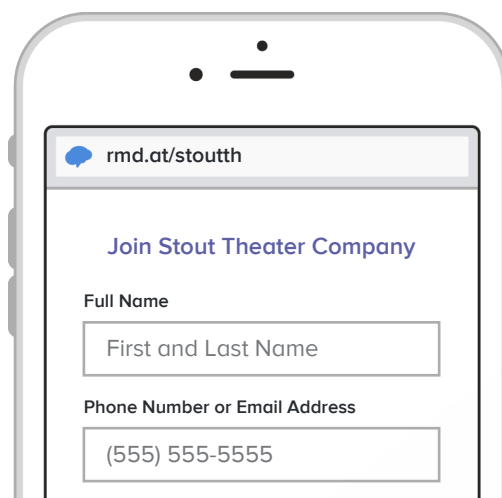 rmd.at/stoutth
Join Stout Theater Company
Full Name
First and Last Name
Phone Number or Email Address
(555) 555-5555